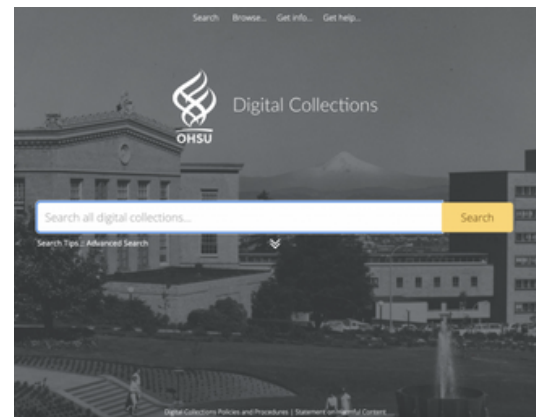 Search Browse... Get info... Get help...
OHSU
Digital Collections
Search all digital collections...
Search
Search Tips :: Advanced Search
Digital Collections Policies and Procedures | Statement on Harmful Content